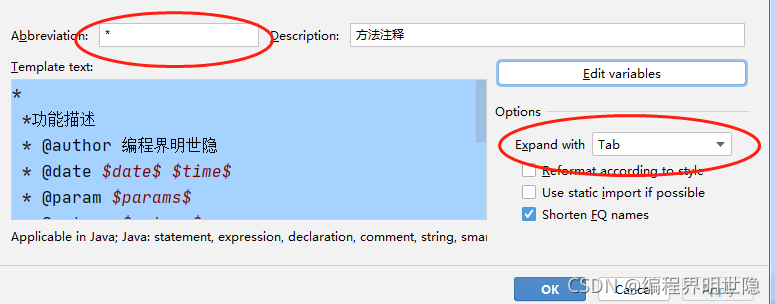 Abbreviation: * Description: 方法注释
Template text:
Edit variables
*
*功能描述
* @author 编程界明世隐
* @date $date$ $time$
* @param $params$
Options
Expand with Tab
Reformat according to style
Use static import if possible
Shorten FQ names
Applicable in Java; Java: statement, expression, declaration, comment, string, smar
OK Cancel Apply
CSDN @编程界明世隐